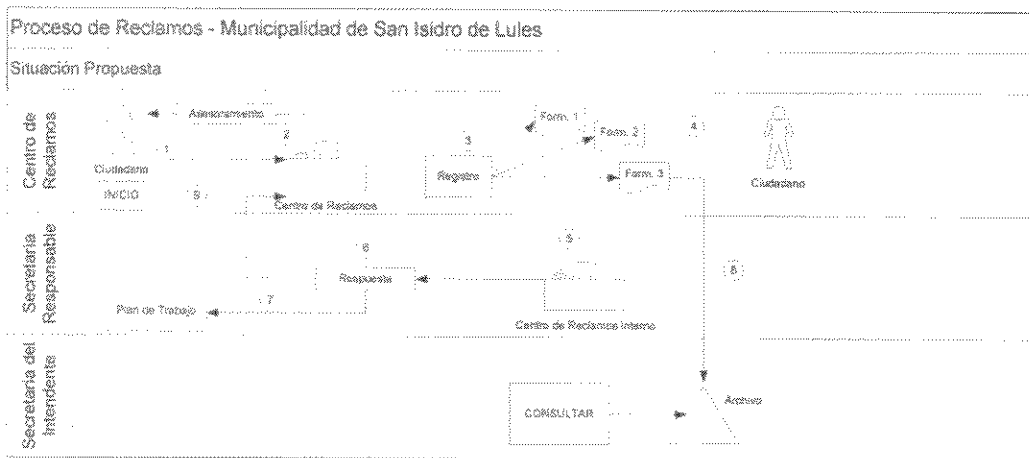 Proceso de Reclamos - Municipalidad de San Isidro de Lules
Situación Propuesta
Centro de
Reclamos
Asesoramiento
1
2
Ciudadano
INICIO
9
Centro de Reclamos
3
Registro
Form. 1
Form. 2
Form. 3
4
Ciudadano
Secretaría
Responsable
6
Respuesta
7
Plan de Trabajo
5
Centro de Reclamos Interno
8
Secretaría del
Intendente
CONSULTAR
Archivo